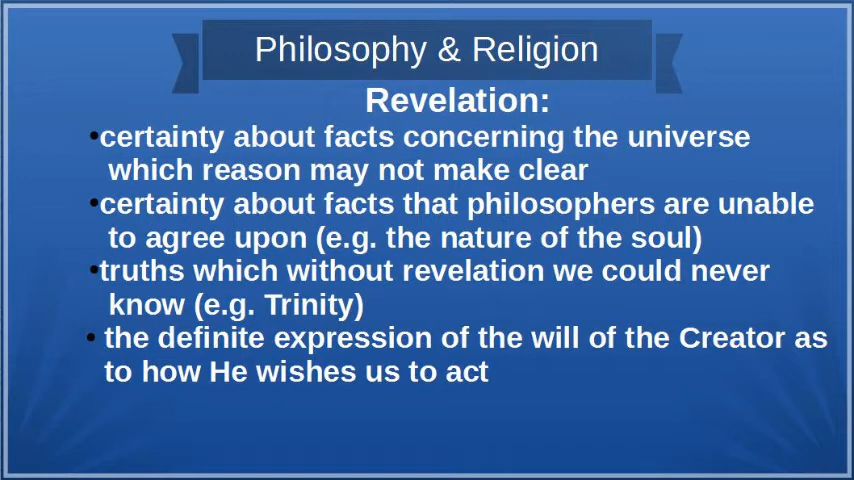 Philosophy & Religion
Revelation:
•certainty about facts concerning the universe
which reason may not make clear
•certainty about facts that philosophers are unable
to agree upon (e.g. the nature of the soul)
•truths which without revelation we could never
know (e.g. Trinity)
• the definite expression of the will of the Creator as
to how He wishes us to act